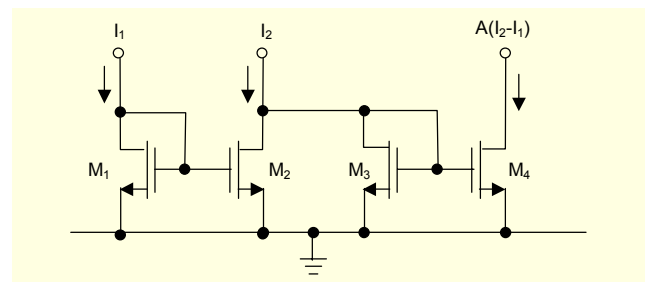 I₁ I₂ A(I₂-I₁)
M₁ M₂ M₃ M₄